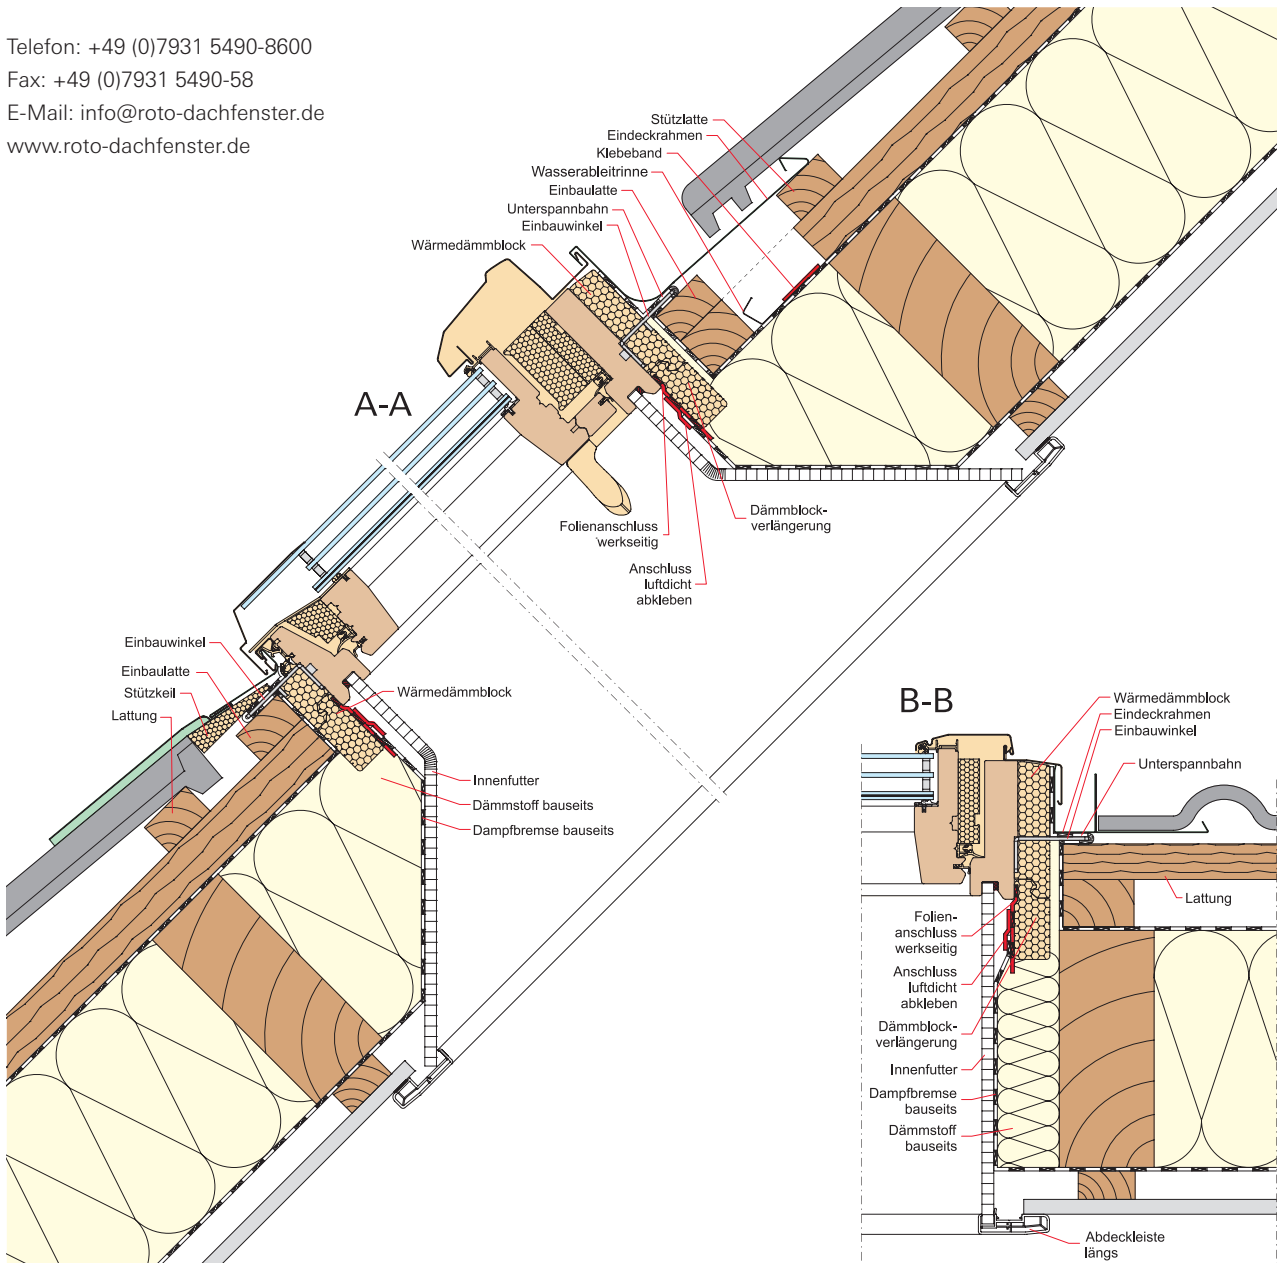 Telefon: +49 (0)7931 5490-8600
Fax: +49 (0)7931 5490-58
E-Mail: info@roto-dachfenster.de
www.roto-dachfenster.de
Stützlatte
Eindeckrahmen
Klebeband
Wasserableitrinne
Einbaulatte
Unterspannbahn
Einbauwinkel
Wärmedämmblock
A-A
Dämmblock-
verlängerung
Folienanschluss
werkseitig
Anschluss
luftdicht
abkleben
Einbauwinkel
Einbaulatte
Stützkeil
Lattung
Wärmedämmblock
Innenfutter
Dämmstoff bauseits
Dampfbremse bauseits
B-B
Wärmedämmblock
Eindeckrahmen
Einbauwinkel
Unterspannbahn
Lattung
Folien-
anschluss
werkseitig
Anschluss
luftdicht
abkleben
Dämmblock-
verlängerung
Innenfutter
Dampfbremse
bauseits
Dämmstoff
bauseits
Abdeckleiste
längs